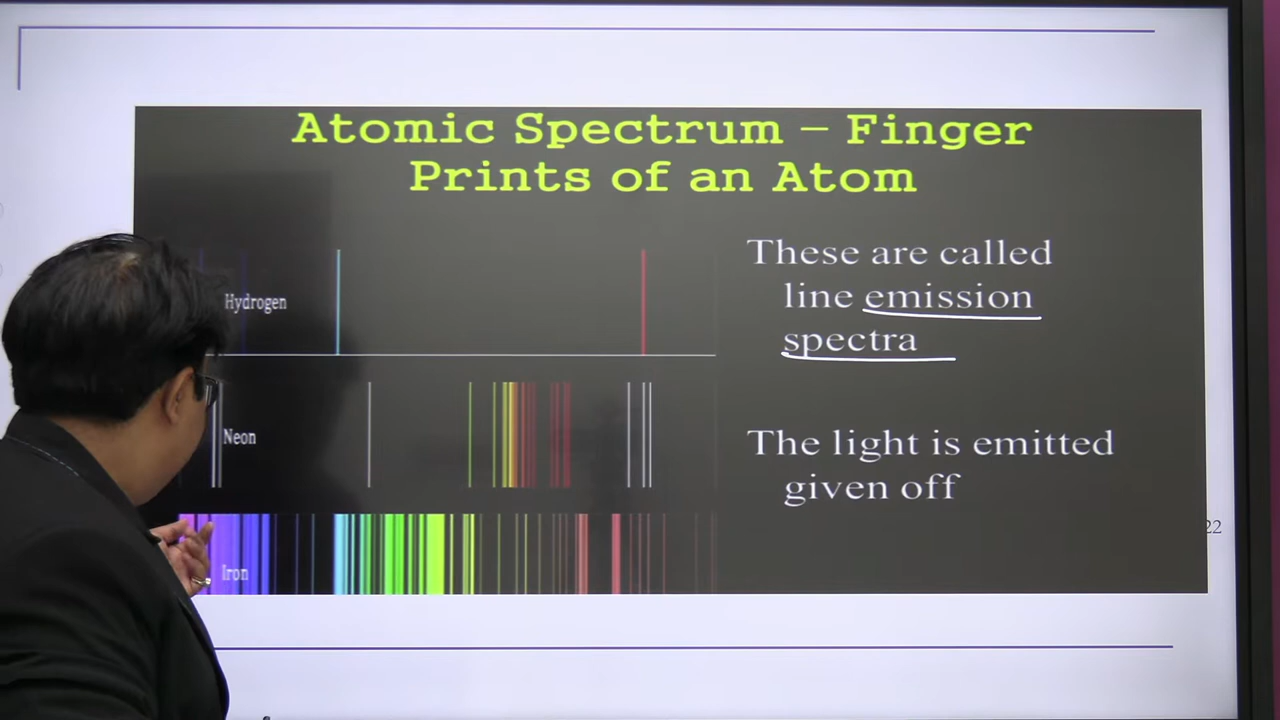 Atomic Spectrum – Finger
Prints of an Atom
These are called
line emission
spectra
Hydrogen
Neon
The light is emitted
given off
Iron
22